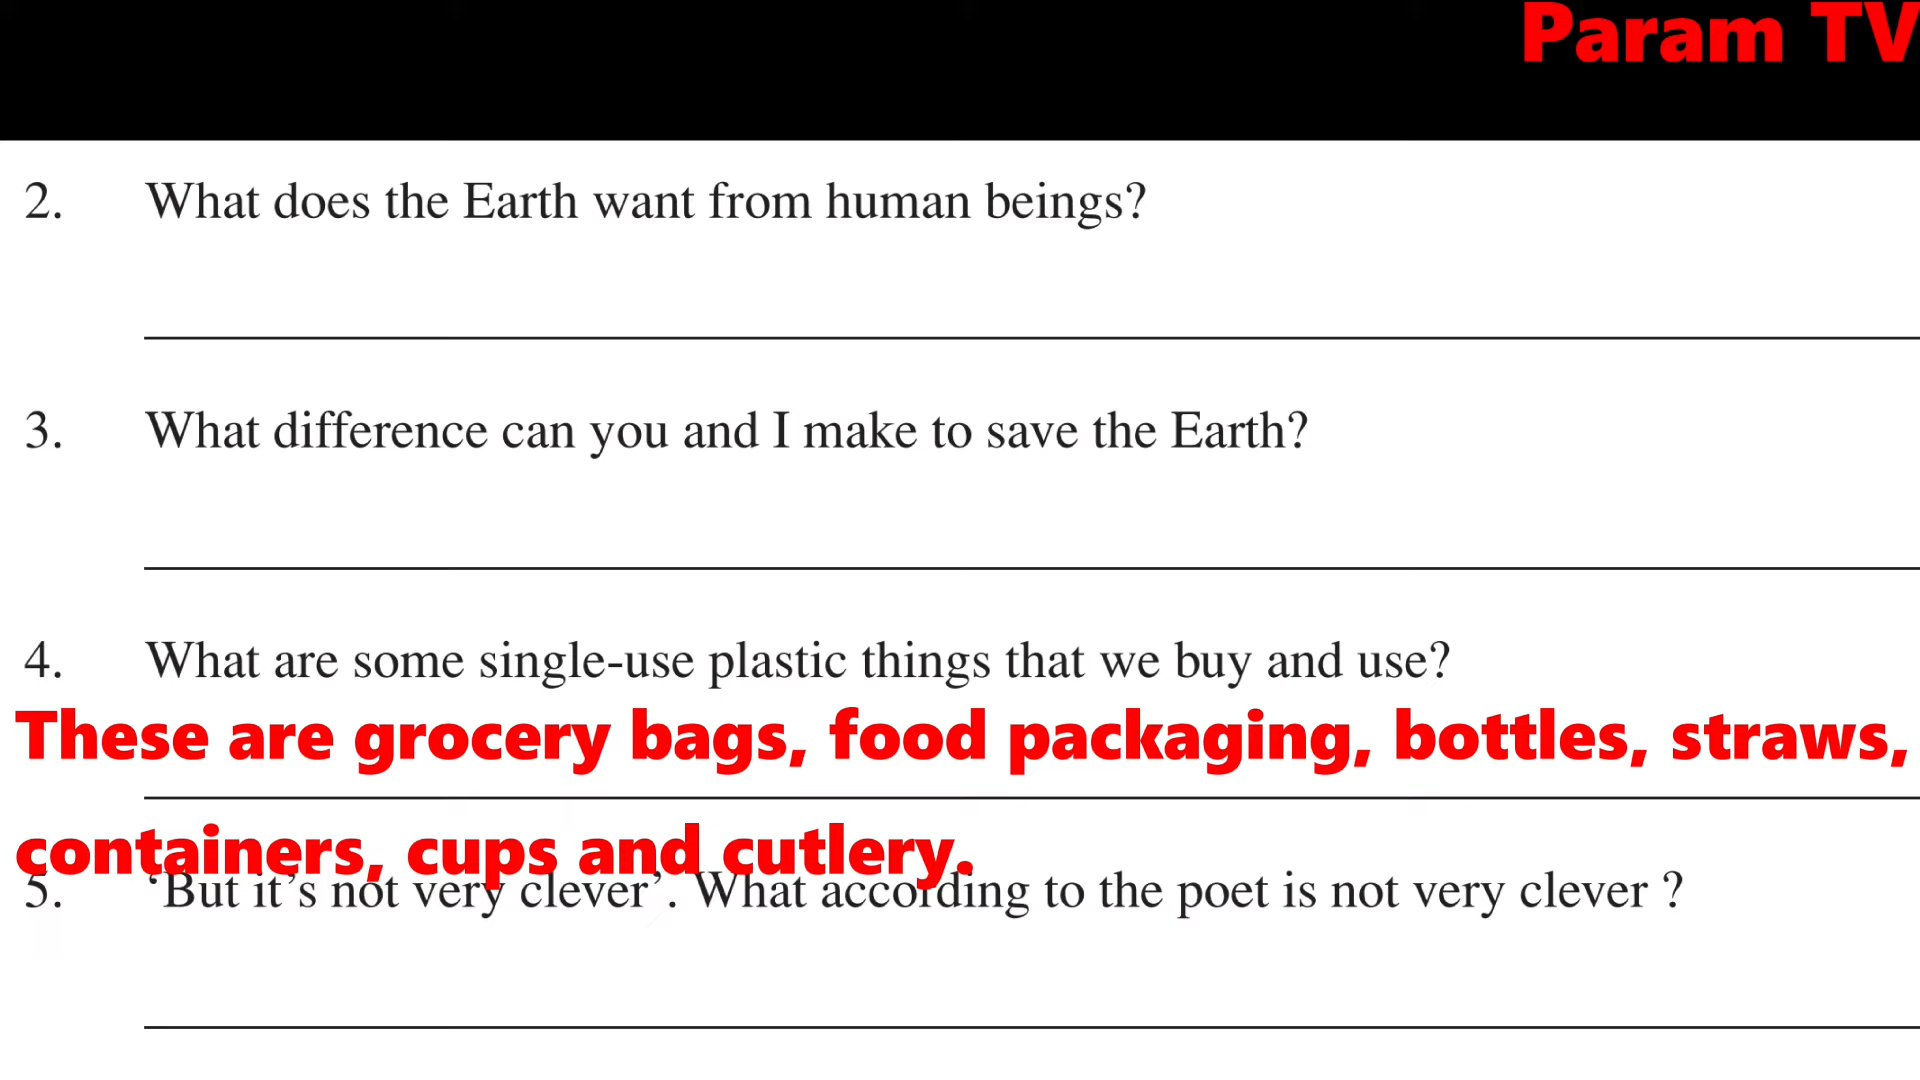 Param TV
2. What does the Earth want from human beings?
3. What difference can you and I make to save the Earth?
4. What are some single-use plastic things that we buy and use?
These are grocery bags, food packaging, bottles, straws,
containers, cups and cutlery.
5. ‘But it’s not very clever’. What according to the poet is not very clever ?